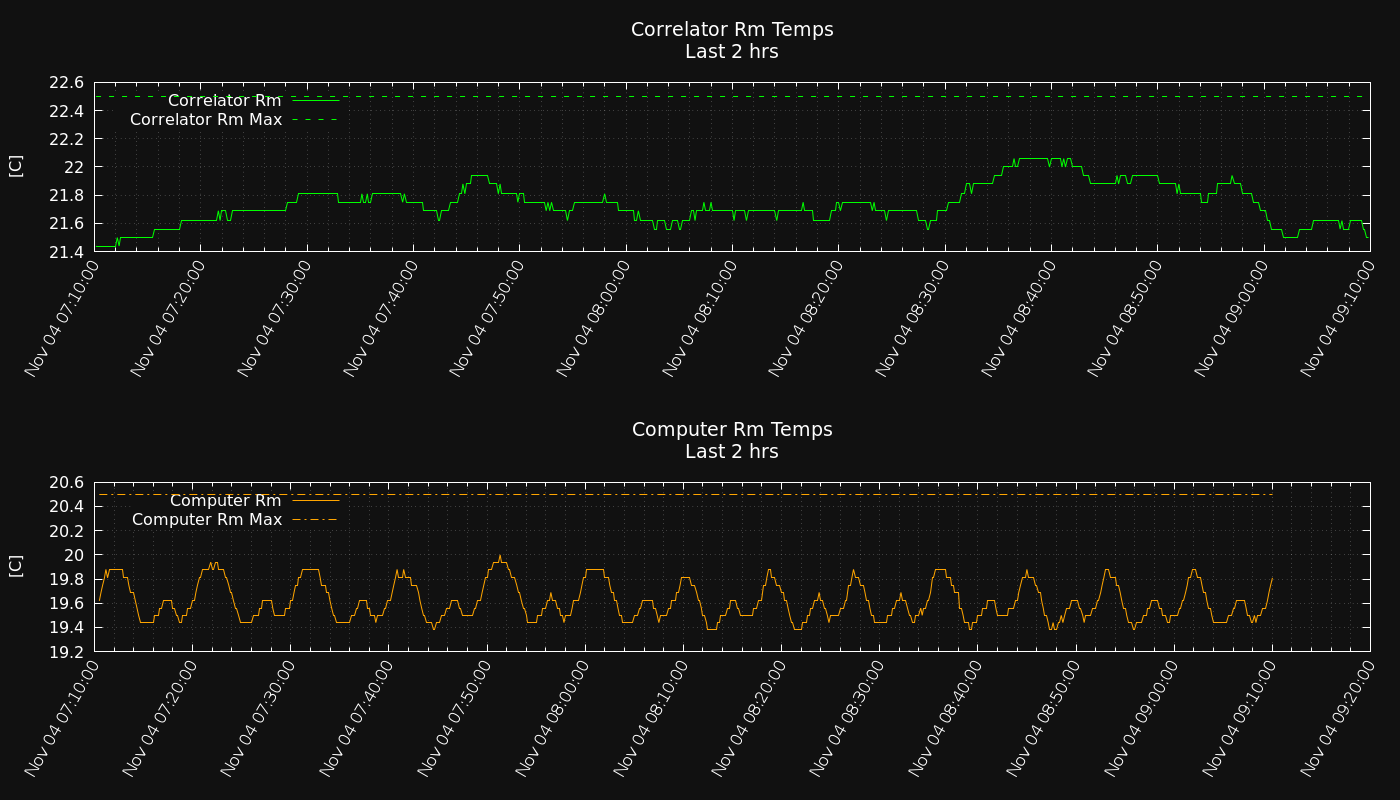 Correlator Rm Temps
Last 2 hrs
22.6
22.4
22.2
22
21.8
21.6
21.4
[C]
Correlator Rm
Correlator Rm Max
Nov 04 07:10:00
Nov 04 07:20:00
Nov 04 07:30:00
Nov 04 07:40:00
Nov 04 07:50:00
Nov 04 08:00:00
Nov 04 08:10:00
Nov 04 08:20:00
Nov 04 08:30:00
Nov 04 08:40:00
Nov 04 08:50:00
Nov 04 09:00:00
Nov 04 09:10:00
Computer Rm Temps
Last 2 hrs
20.6
20.4
20.2
20
19.8
19.6
19.4
19.2
[C]
Computer Rm
Computer Rm Max
Nov 04 07:10:00
Nov 04 07:20:00
Nov 04 07:30:00
Nov 04 07:40:00
Nov 04 07:50:00
Nov 04 08:00:00
Nov 04 08:10:00
Nov 04 08:20:00
Nov 04 08:30:00
Nov 04 08:40:00
Nov 04 08:50:00
Nov 04 09:00:00
Nov 04 09:10:00
Nov 04 09:20:00